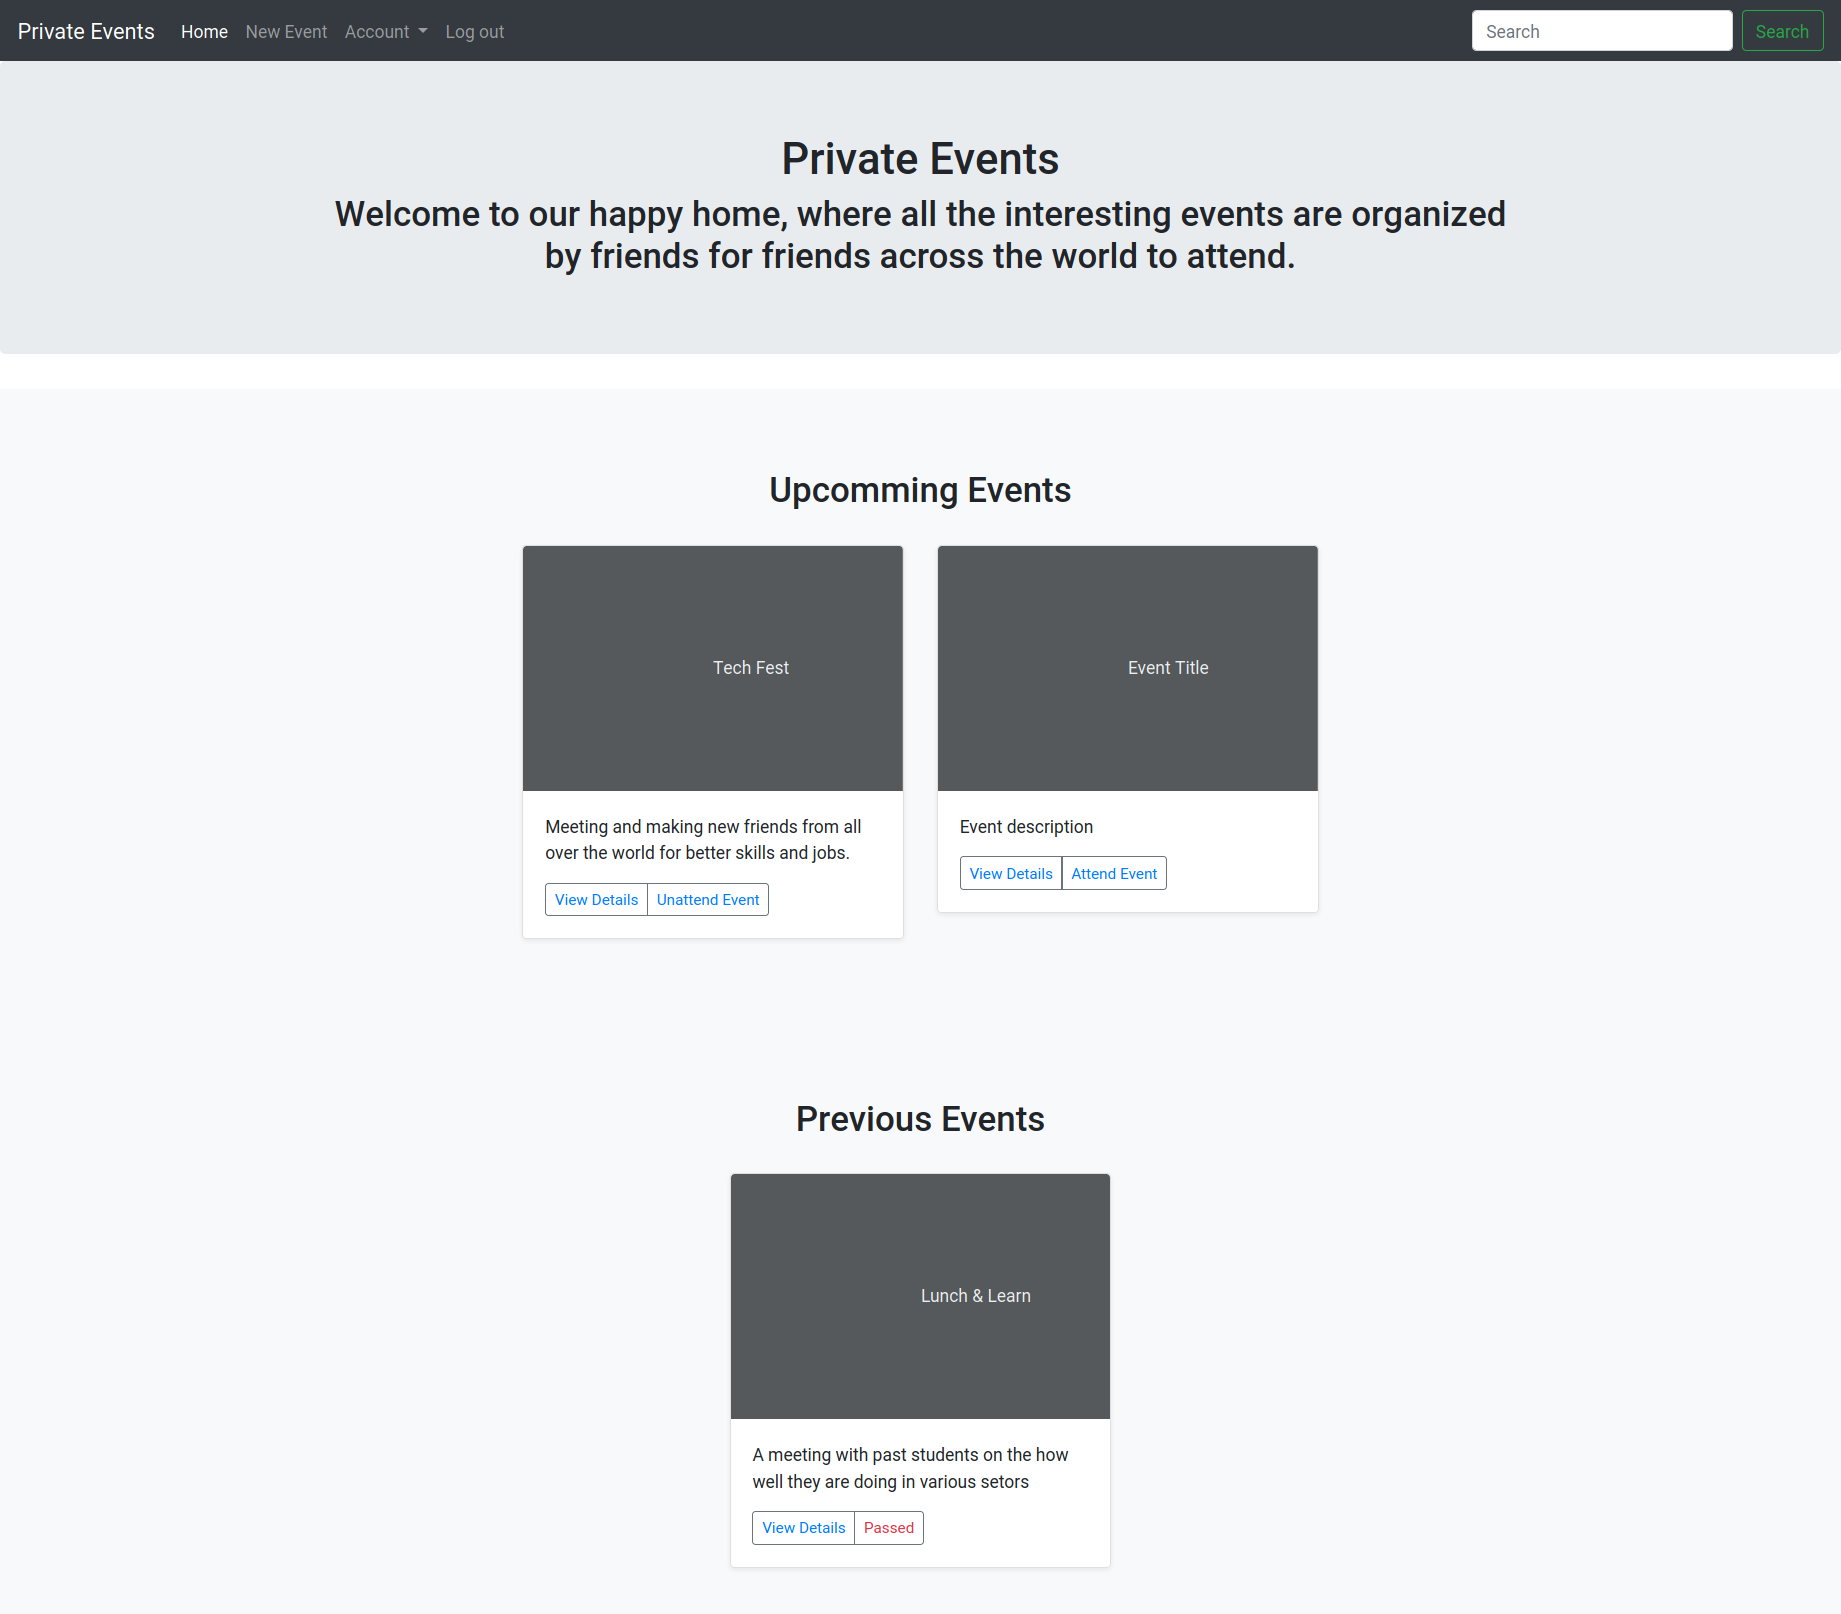 Private Events Home New Event Account Log out Search Search
Private Events
Welcome to our happy home, where all the interesting events are organized
by friends for friends across the world to attend.
Upcomming Events
Tech Fest
Meeting and making new friends from all
over the world for better skills and jobs.
View Details Unattend Event
Event Title
Event description
View Details Attend Event
Previous Events
Lunch & Learn
A meeting with past students on the how
well they are doing in various setors
View Details Passed